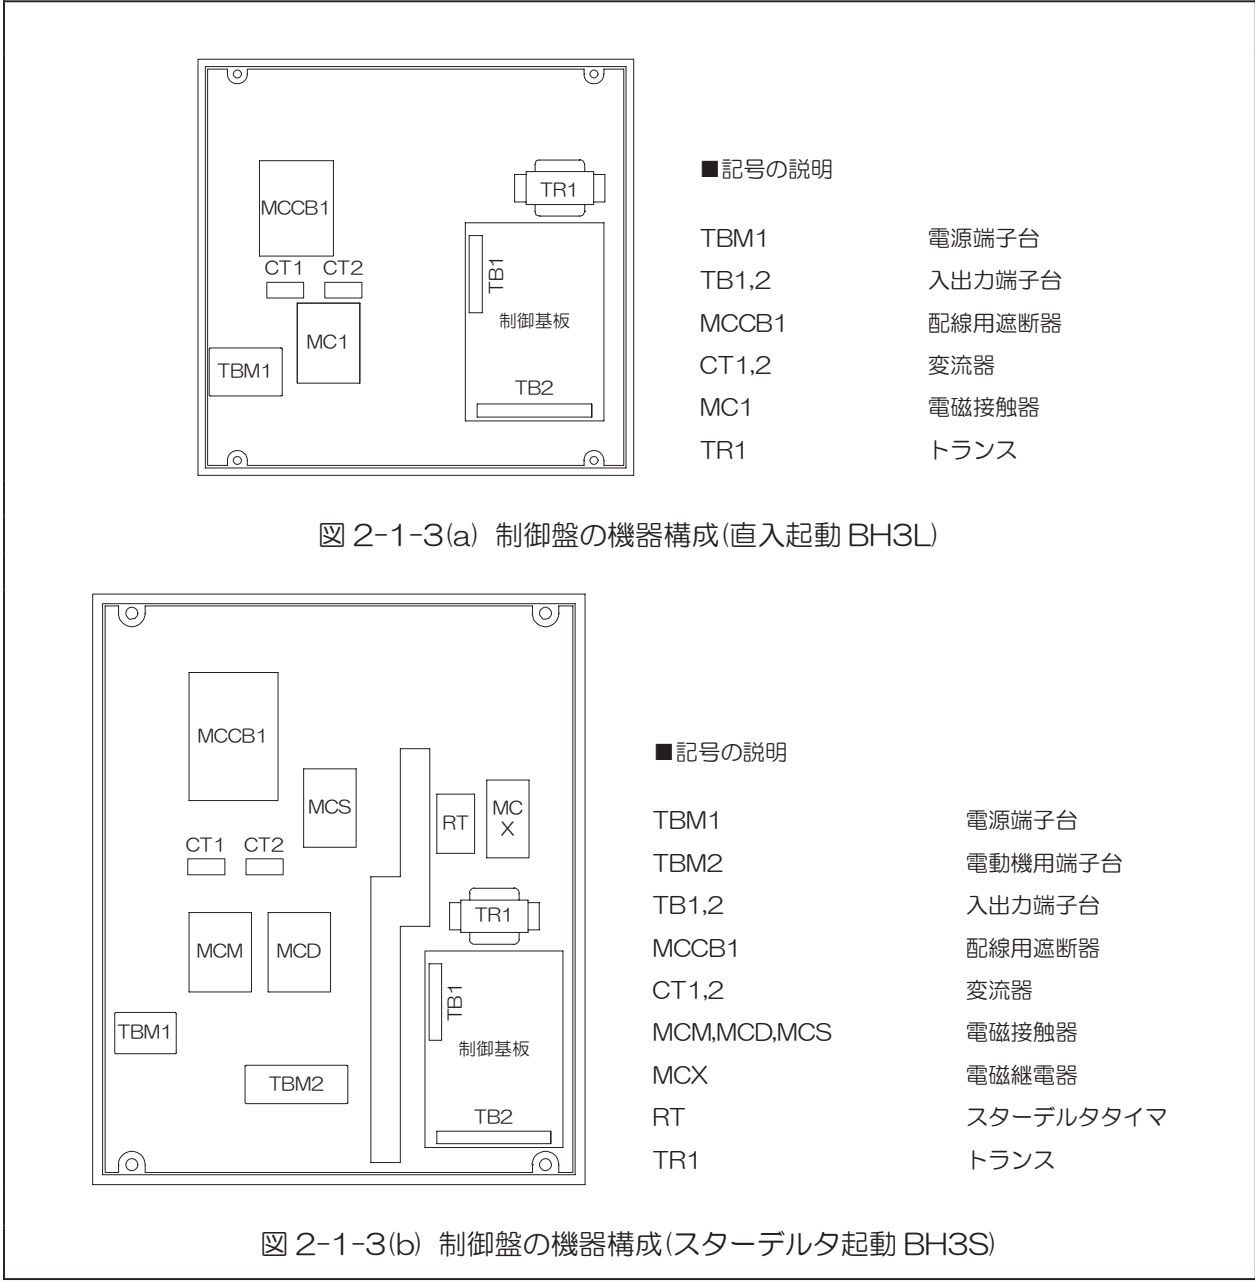 MCCB1
TR1
CT1 CT2
TB1
制御基板
MC1
TBM1
TB2
■記号の説明
TBM1 電源端子台
TB1,2 入出力端子台
MCCB1 配線用遮断器
CT1,2 変流器
MC1 電磁接触器
TR1 トランス
図 2-1-3(a) 制御盤の機器構成(直入起動 BH3L)
MCCB1
MCS
RT
MC
X
CT1 CT2
TR1
MCM
MCD
TB1
TBM1
制御基板
TBM2
TB2
■記号の説明
TBM1 電源端子台
TBM2 電動機用端子台
TB1,2 入出力端子台
MCCB1 配線用遮断器
CT1,2 変流器
MCM,MCD,MCS 電磁接触器
MCX 電磁継電器
RT スターデルタタイマ
TR1 トランス
図 2-1-3(b) 制御盤の機器構成(スターデルタ起動 BH3S)